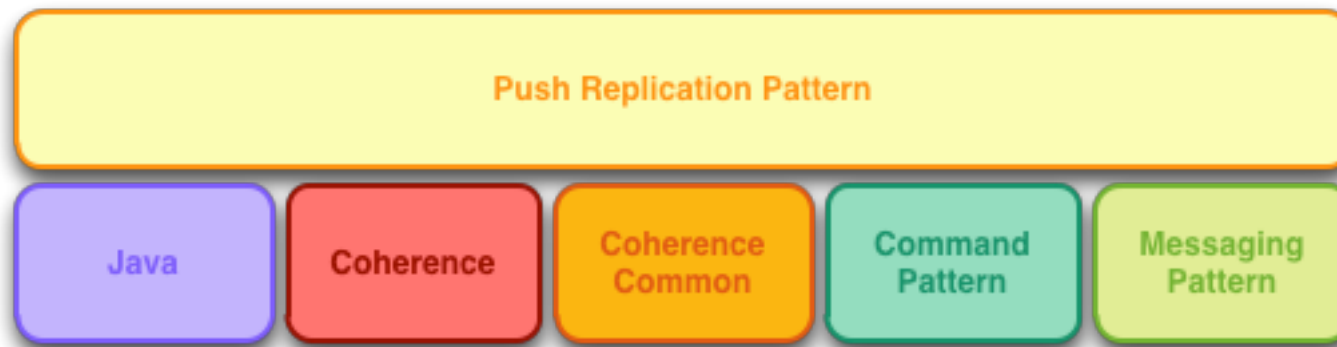 Push Replication Pattern
Java
Coherence
Coherence
Common
Command
Pattern
Messaging
Pattern